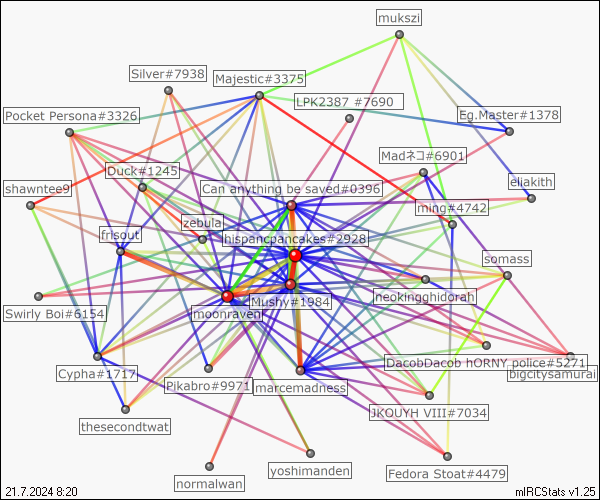 mukszi
Silver#7938
Majestic#3375
LPK2387 #7690
Pocket Persona#3326
Eg.Master#1378
Madネコ#6901
Duck#1245
shawntee9
Can anything be saved#0396
eliakith
ming#4742
zebula
frisout
hispancpancakes#2928
somass
neokingghidorah
Mushy#1984
Swirly Boi#6154
moonraven
DacobDacob hORNY police#5271
Cypha#1717
bigcitysamurai
Pikabro#9971
marcemadness
JKQUYH VIII#7034
thesecondtwat
yoshimanden
Fedora Stoat#4479
normalwan
21.7.2024 8:20
mIRCStats v1.25